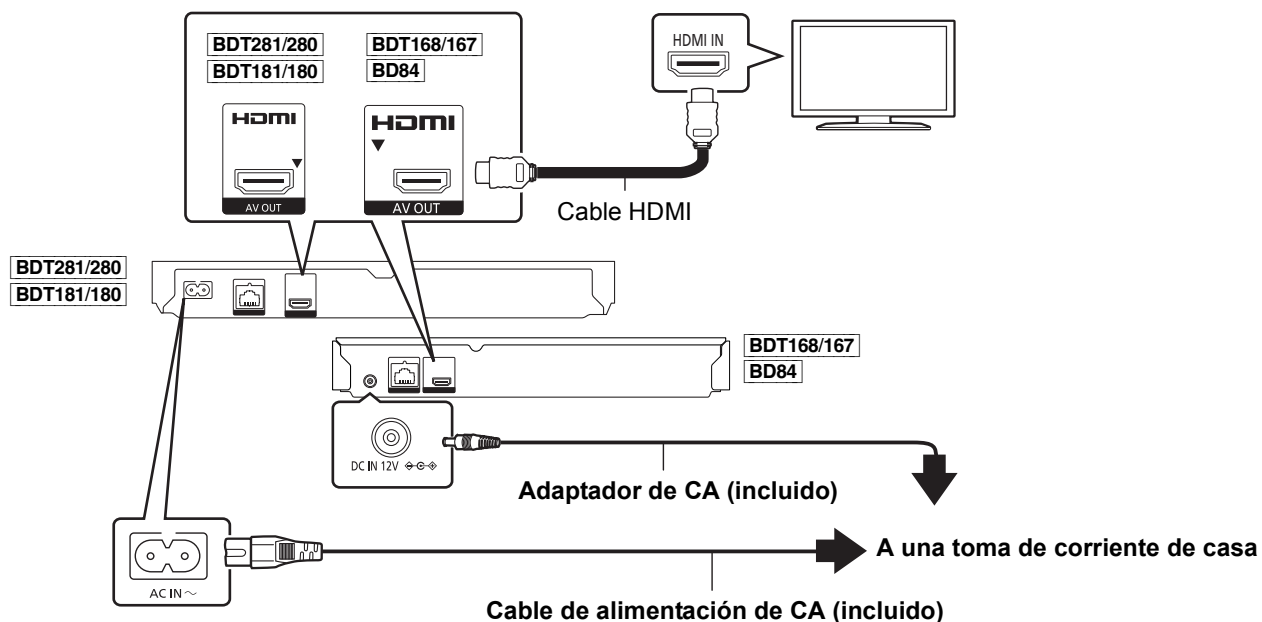 BDT281/280
BDT181/180
BDT168/167
BD84
HDMI
AV OUT
HDMI
AV OUT
HDMI IN
Cable HDMI
BDT281/280
BDT181/180
BDT168/167
BD84
DC IN 12V
Adaptador de CA (incluido)
A una toma de corriente de casa
AC IN ～
Cable de alimentación de CA (incluido)